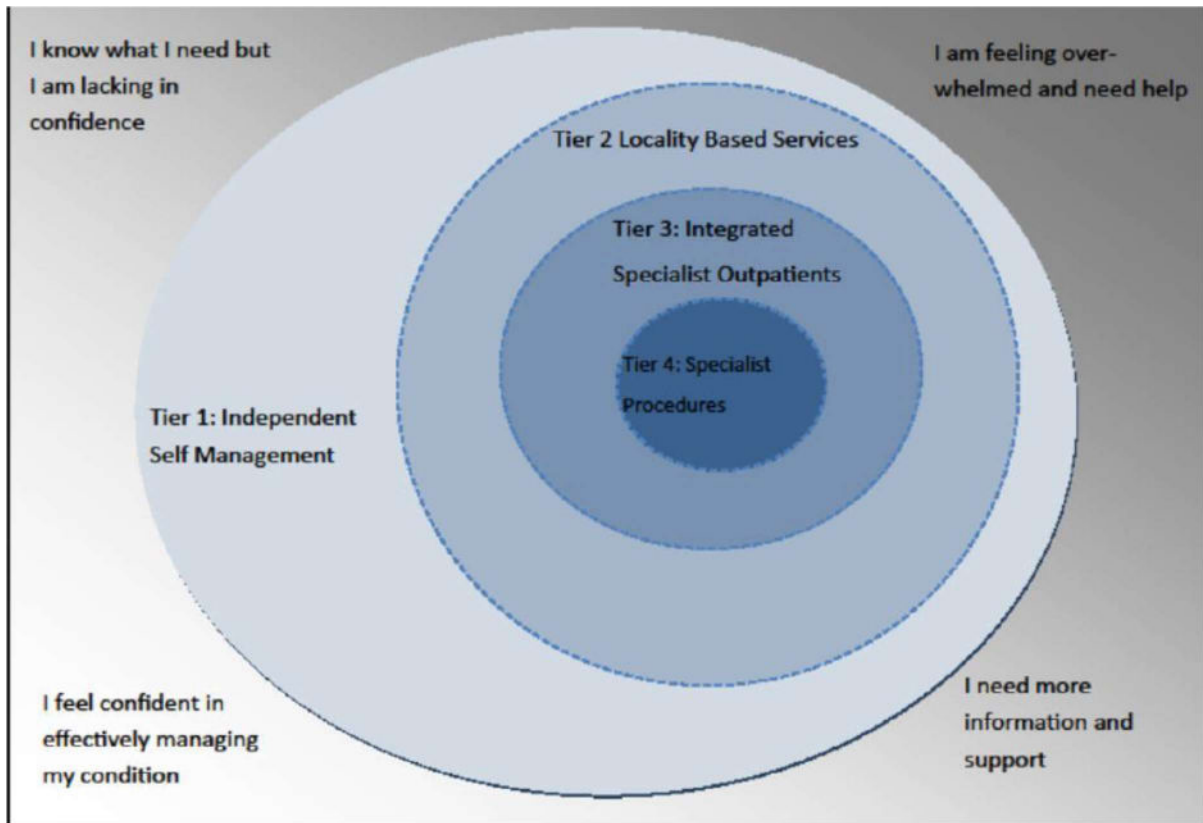 I know what I need but
I am lacking in
confidence
I am feeling over-
whelmed and need help
Tier 2 Locality Based Services
Tier 3: Integrated
Specialist Outpatients
Tier 4: Specialist
Procedures
Tier 1: Independent
Self Management
I feel confident in
effectively managing
my condition
I need more
information and
support